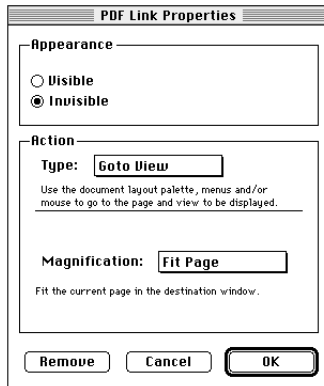 PDF Link Properties
Appearance
Visible
Invisible
Action
Type: Goto View
Use the document layout palette, menus and/or
mouse to go to the page and view to be displayed.
Magnification: Fit Page
Fit the current page in the destination window.
Remove Cancel OK